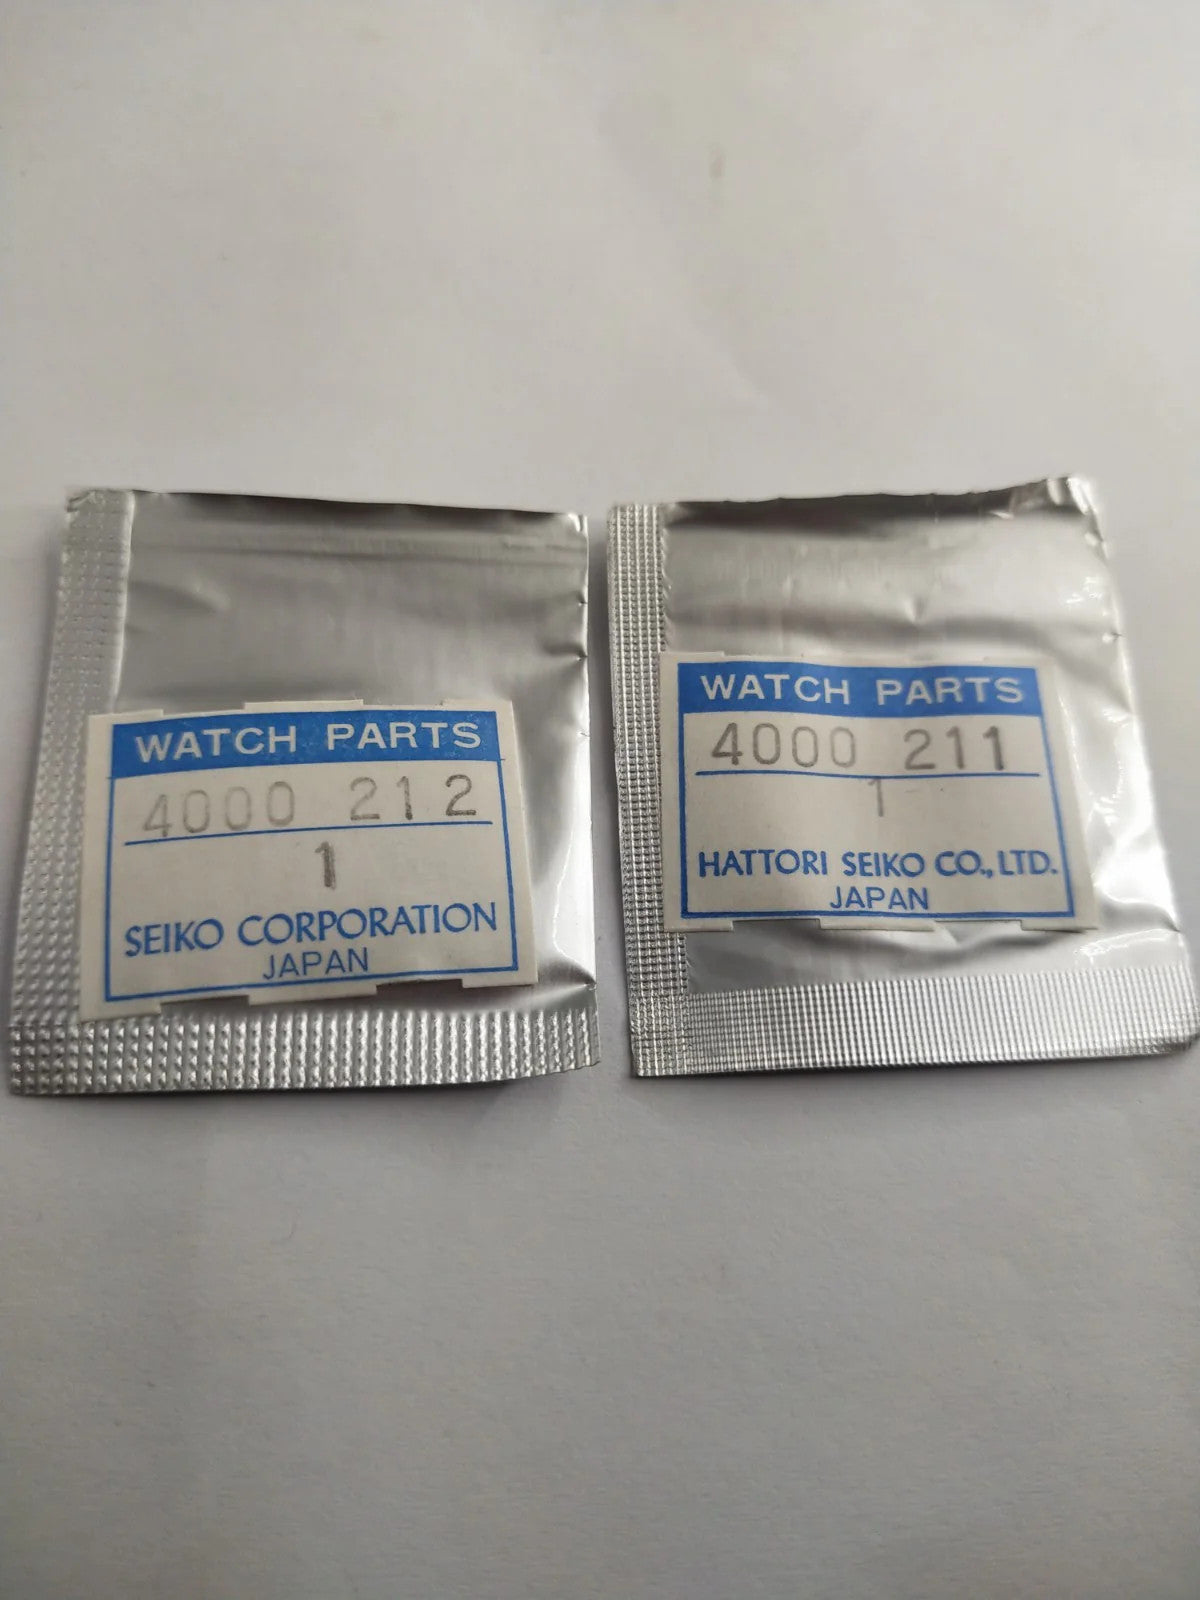 WATCH PARTS
4000 212
1
SEIKO CORPORATION
JAPAN
WATCH PARTS
4000 211
1
HATTORI SEIKO CO., LTD.
JAPAN